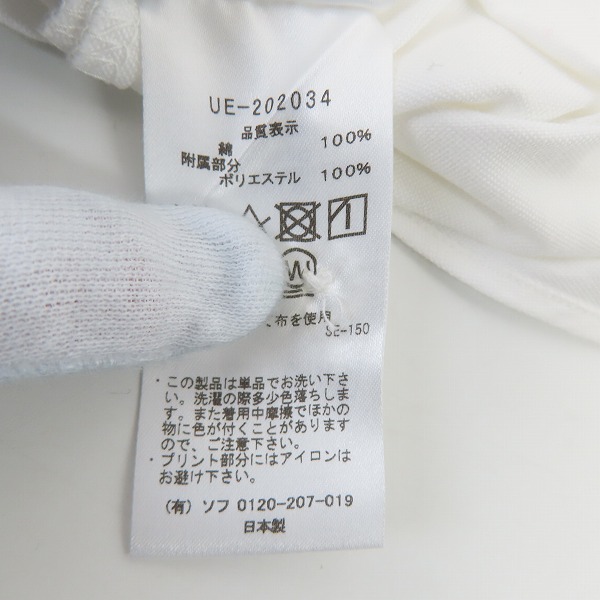 UE-202034
品質表示
綿 100%
附属部分
ポリエステル 100%
W
布を使用
SE-150
・この製品は単品でお洗い下さ
い。洗濯の際多少色落ちしま
す。また着用中摩擦でほかの
物に色が付くことがあります
ので、ご注意下さい。
・プリント部分にはアイロンは
お避け下さい。
(有) ソフ 0120-207-019
日本製